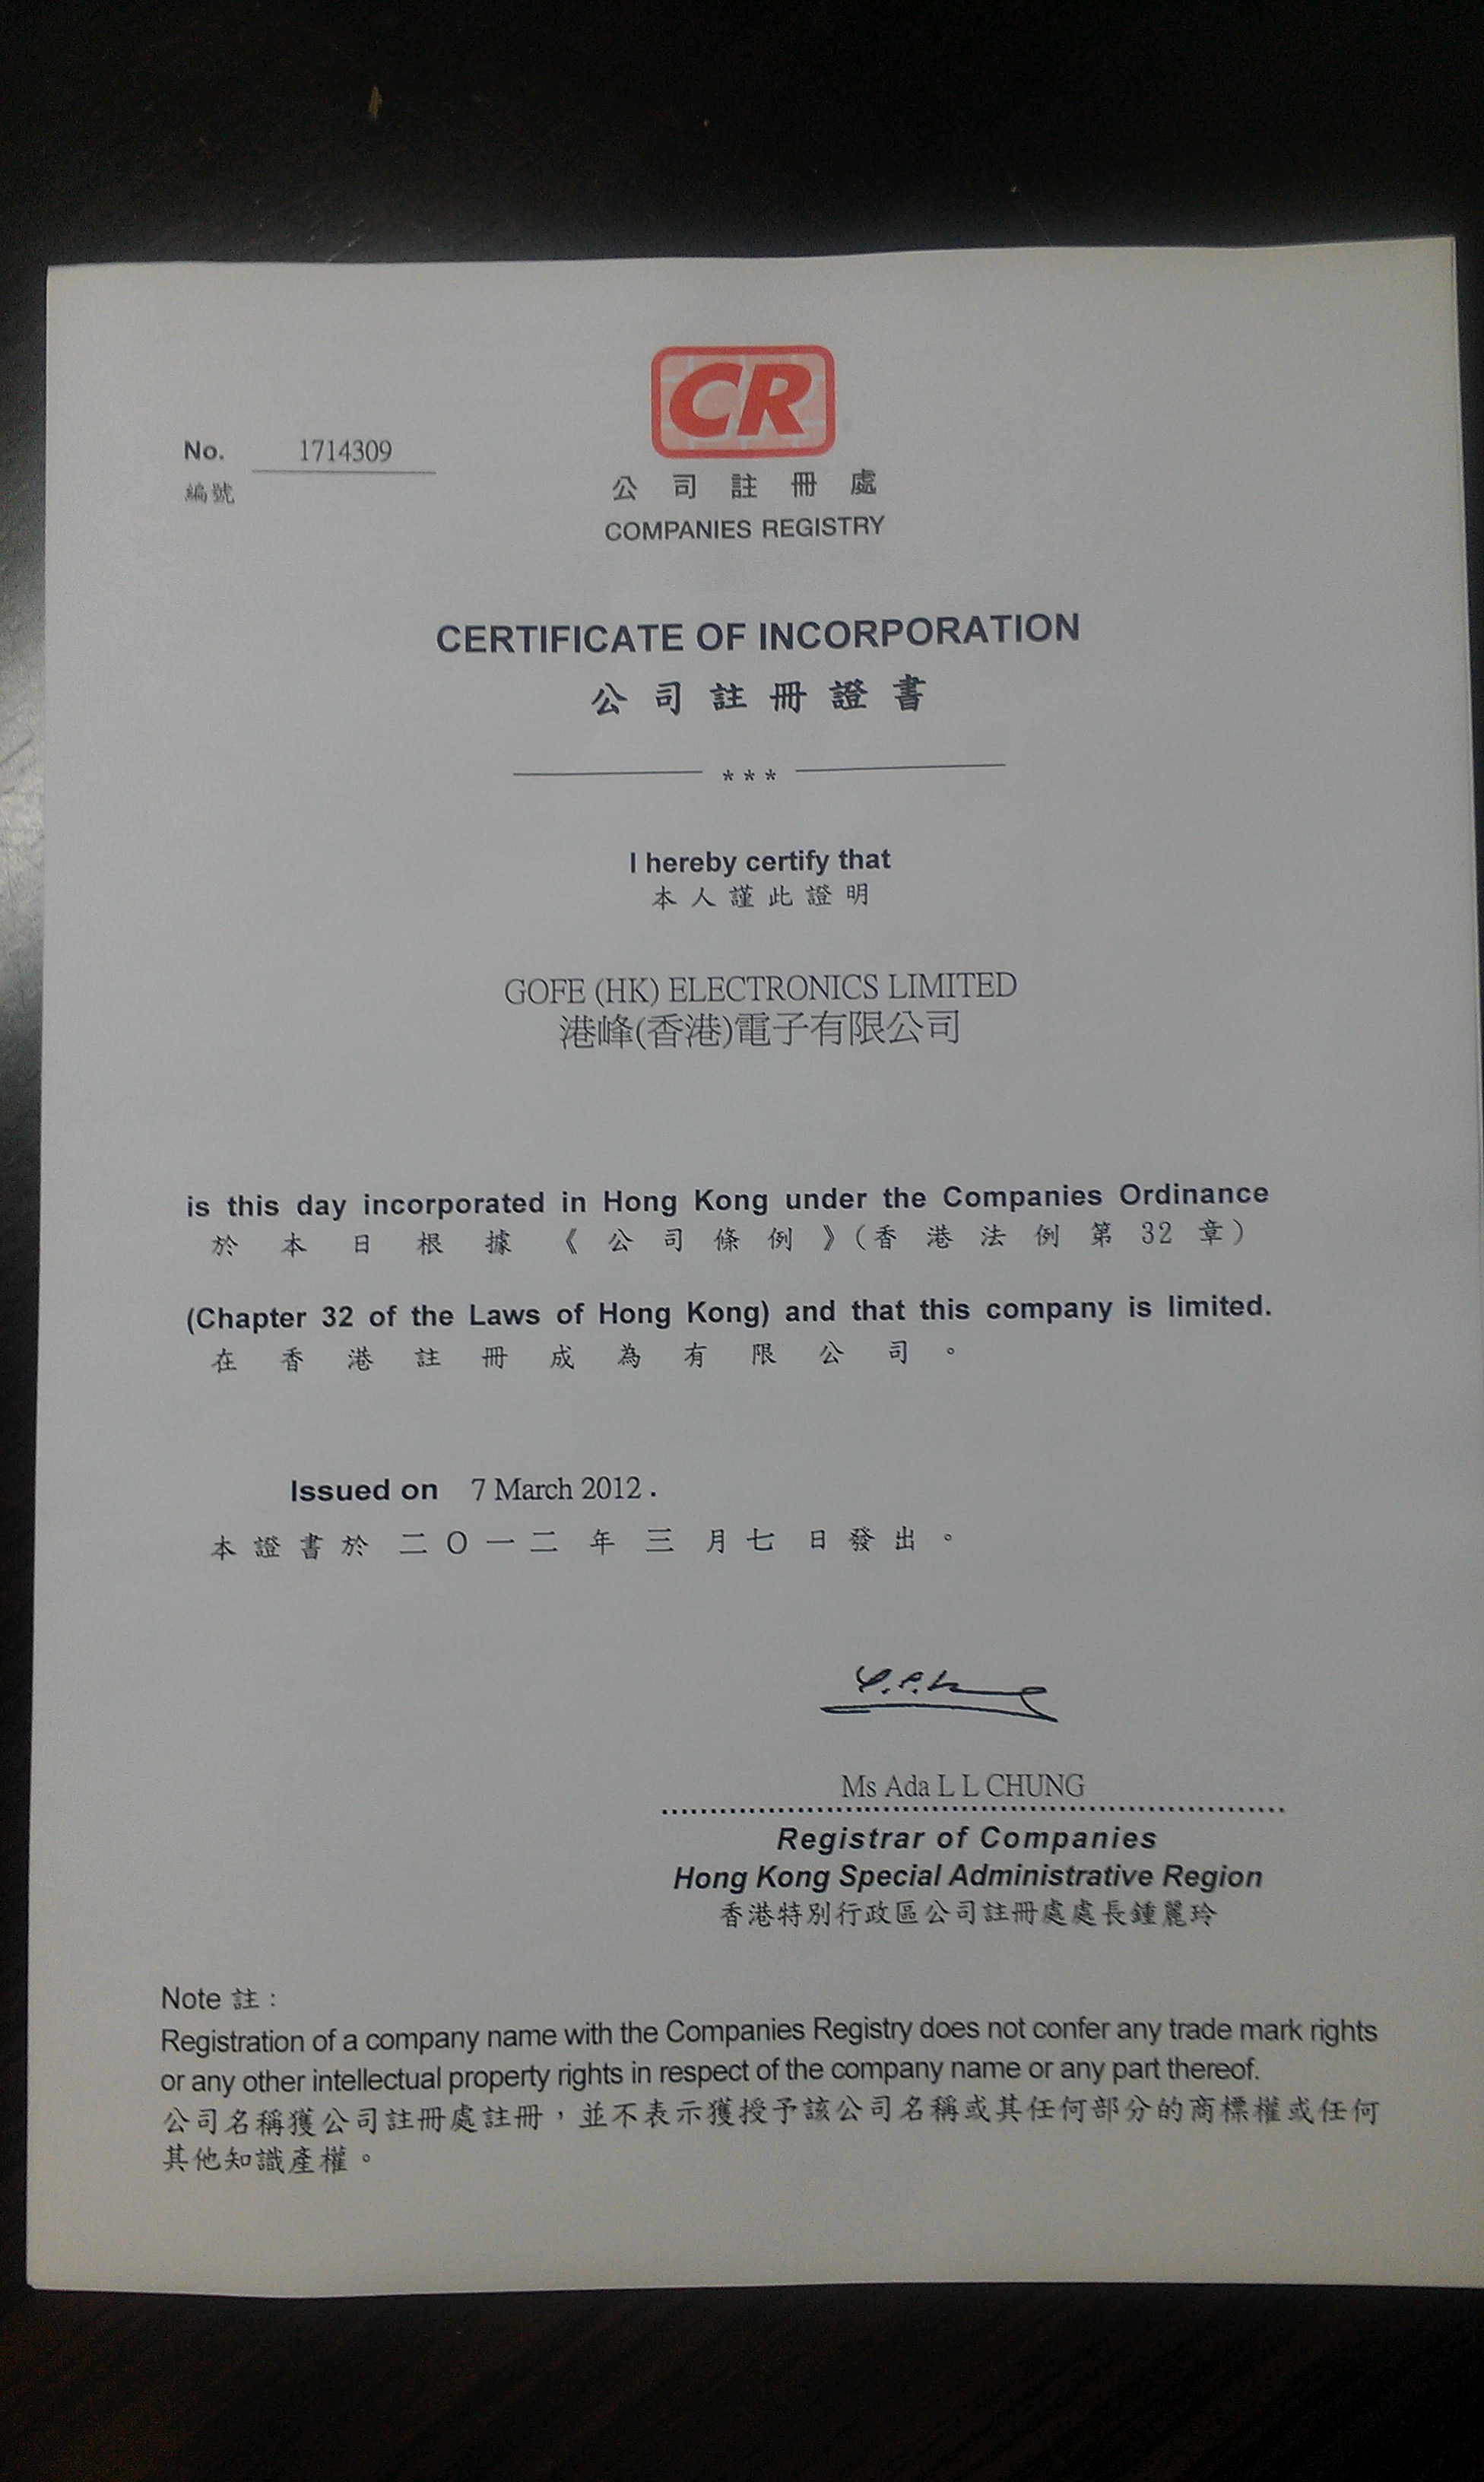 CR
No. 1714309
編號
公司註冊處
COMPANIES REGISTRY
CERTIFICATE OF INCORPORATION
公司註冊證書
***
I hereby certify that
本人謹此證明
GOFE (HK) ELECTRONICS LIMITED
港峰(香港)電子有限公司
is this day incorporated in Hong Kong under the Companies Ordinance
於本日根據《公司條例》(香港法例第32章)
(Chapter 32 of the Laws of Hong Kong) and that this company is limited.
在香港註冊成為有限公司。
Issued on 7 March 2012.
本證書於二〇一二年三月七日發出。
Ms Ada L L CHUNG
Registrar of Companies
Hong Kong Special Administrative Region
香港特別行政區公司註冊處處長鍾麗玲
Note 註:
Registration of a company name with the Companies Registry does not confer any trade mark rights
or any other intellectual property rights in respect of the company name or any part thereof.
公司名稱獲公司註冊處註冊，並不表示獲授予該公司名稱或其任何部分的商標權或任何
其他知識產權。